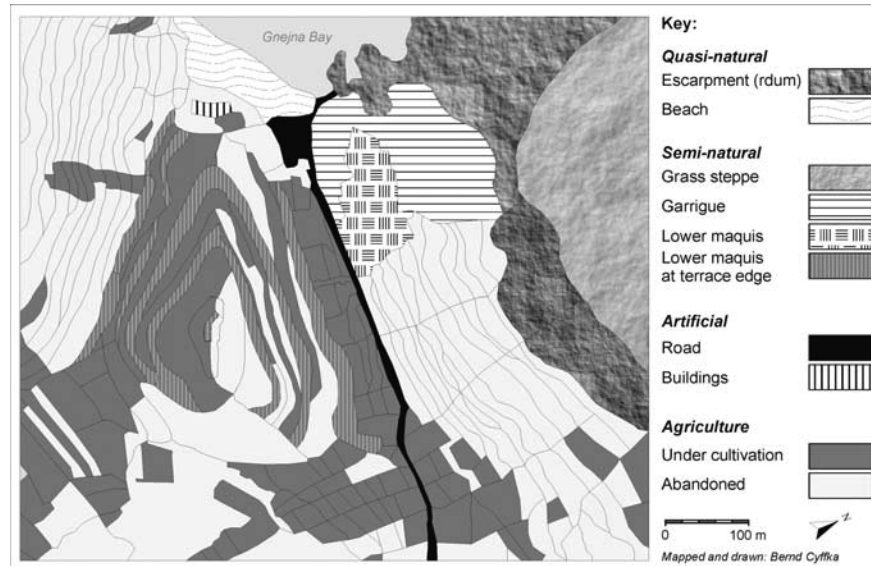 Gnejna Bay
Key:
Quasi-natural
Escarpment (rdum)
Beach
Semi-natural
Grass steppe
Garrigue
Lower maquis
Lower maquis
at terrace edge
Artificial
Road
Buildings
Agriculture
Under cultivation
Abandoned
0 100 m
N
Mapped and drawn: Bernd Cyffka